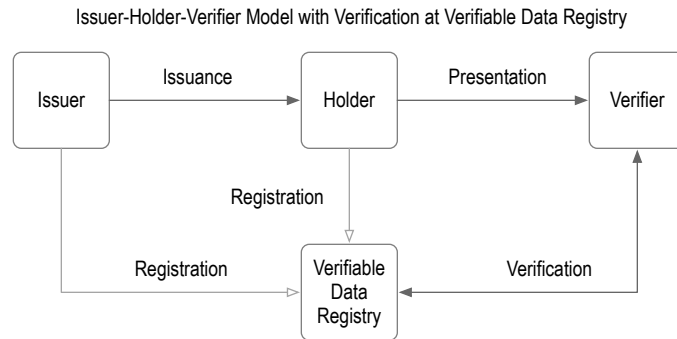 Issuer-Holder-Verifier Model with Verification at Verifiable Data Registry
Issuance
Presentation
Issuer
Holder
Verifier
Registration
Registration
Verifiable
Data
Registry
Verification